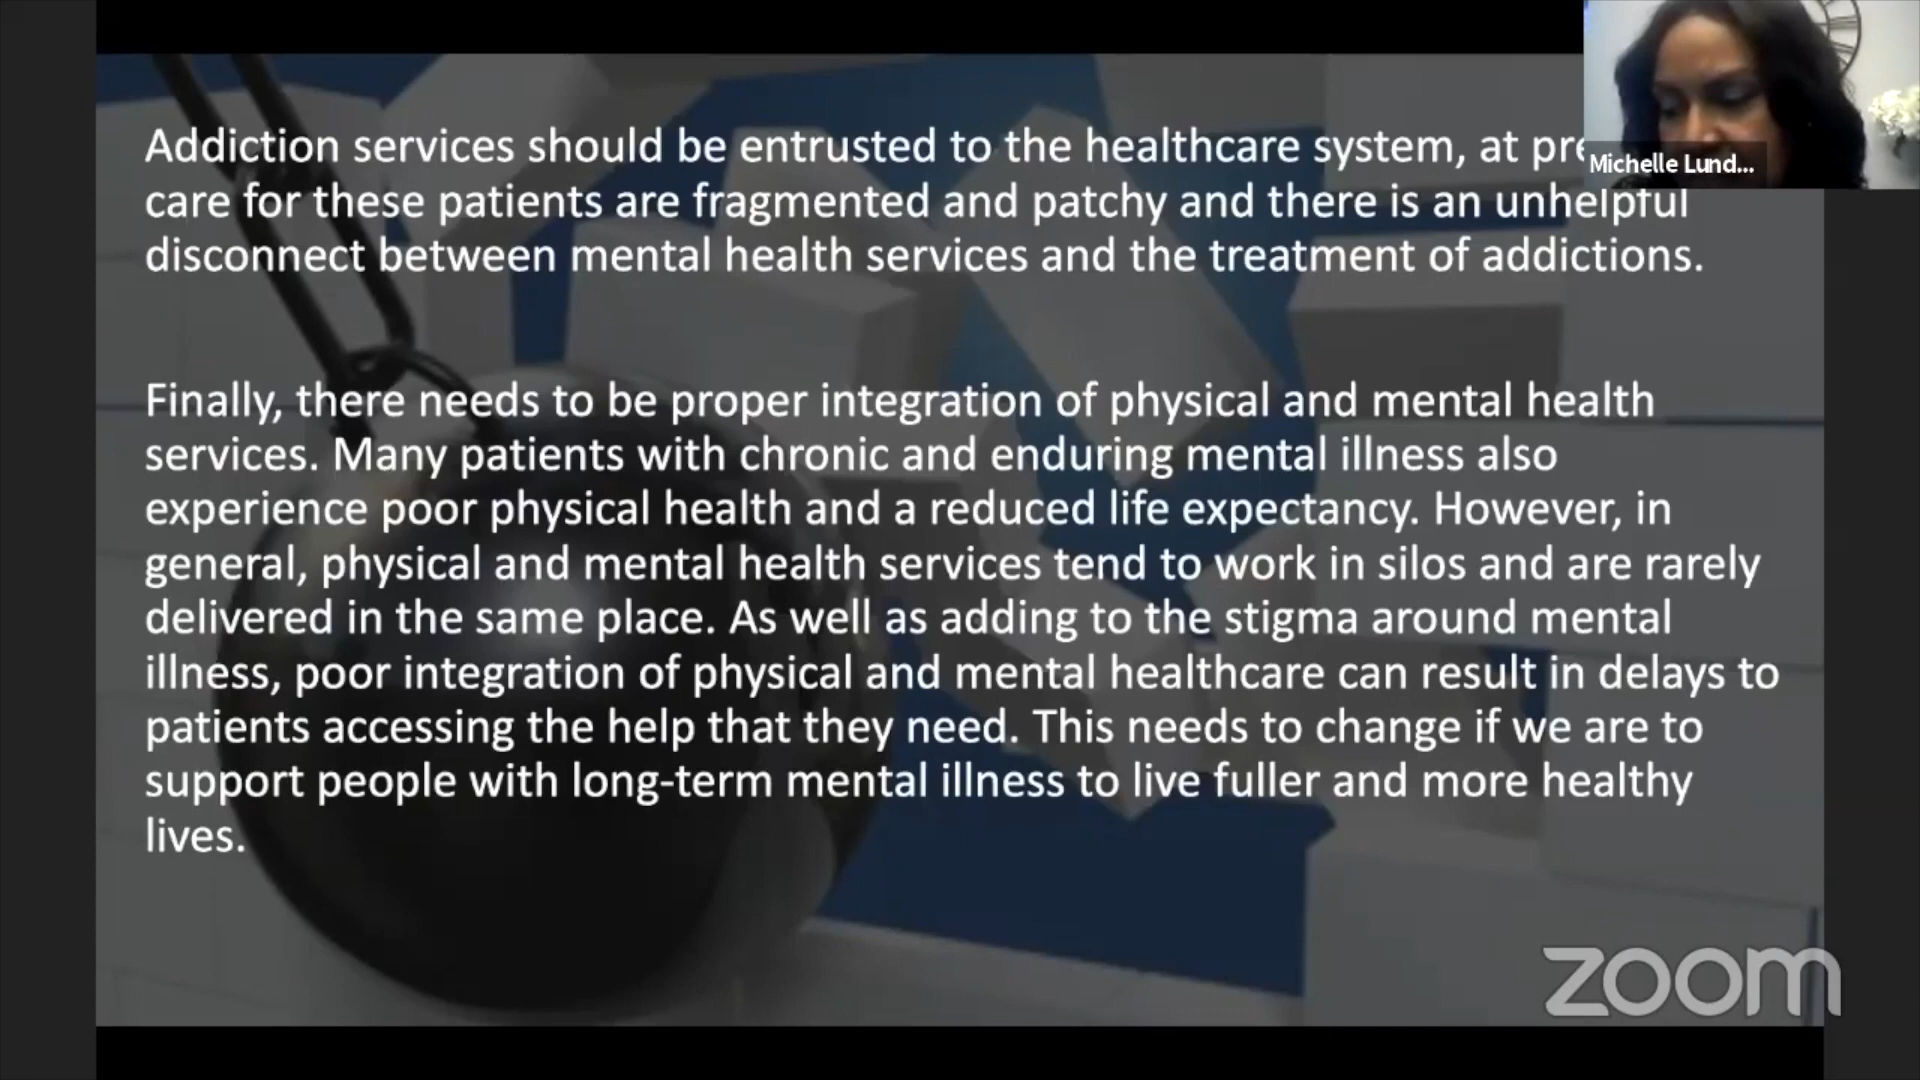 Addiction services should be entrusted to the healthcare system, at
care for these patients are fragmented and patchy and there is an unhelpful
disconnect between mental health services and the treatment of addictions.
Finally, there needs to be proper integration of physical and mental health
services. Many patients with chronic and enduring mental illness also
experience poor physical health and a reduced life expectancy. However, in
general, physical and mental health services tend to work in silos and are rarely
delivered in the same place. As well as adding to the stigma around mental
illness, poor integration of physical and mental healthcare can result in delays to
patients accessing the help that they need. This needs to change if we are to
support people with long-term mental illness to live fuller and more healthy
lives.
Michelle Lund...
zoom